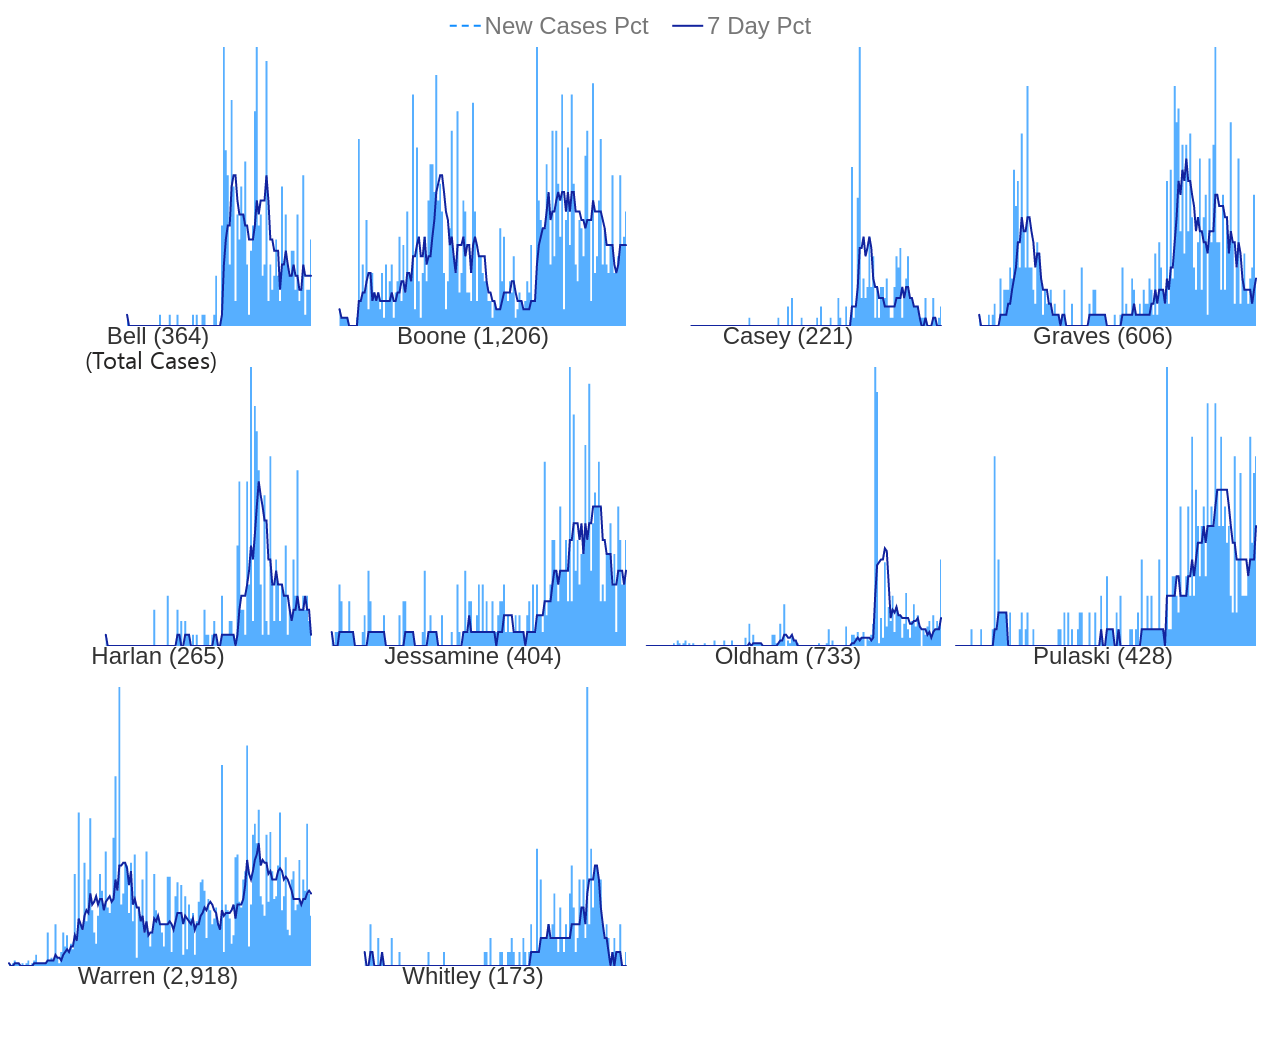 New Cases Pct 7 Day Pct
Bell (364) Boone (1,206) Casey (221) Graves (606)
(Total Cases)
Harlan (265) Jessamine (404) Oldham (733) Pulaski (428)
Warren (2,918) Whitley (173)